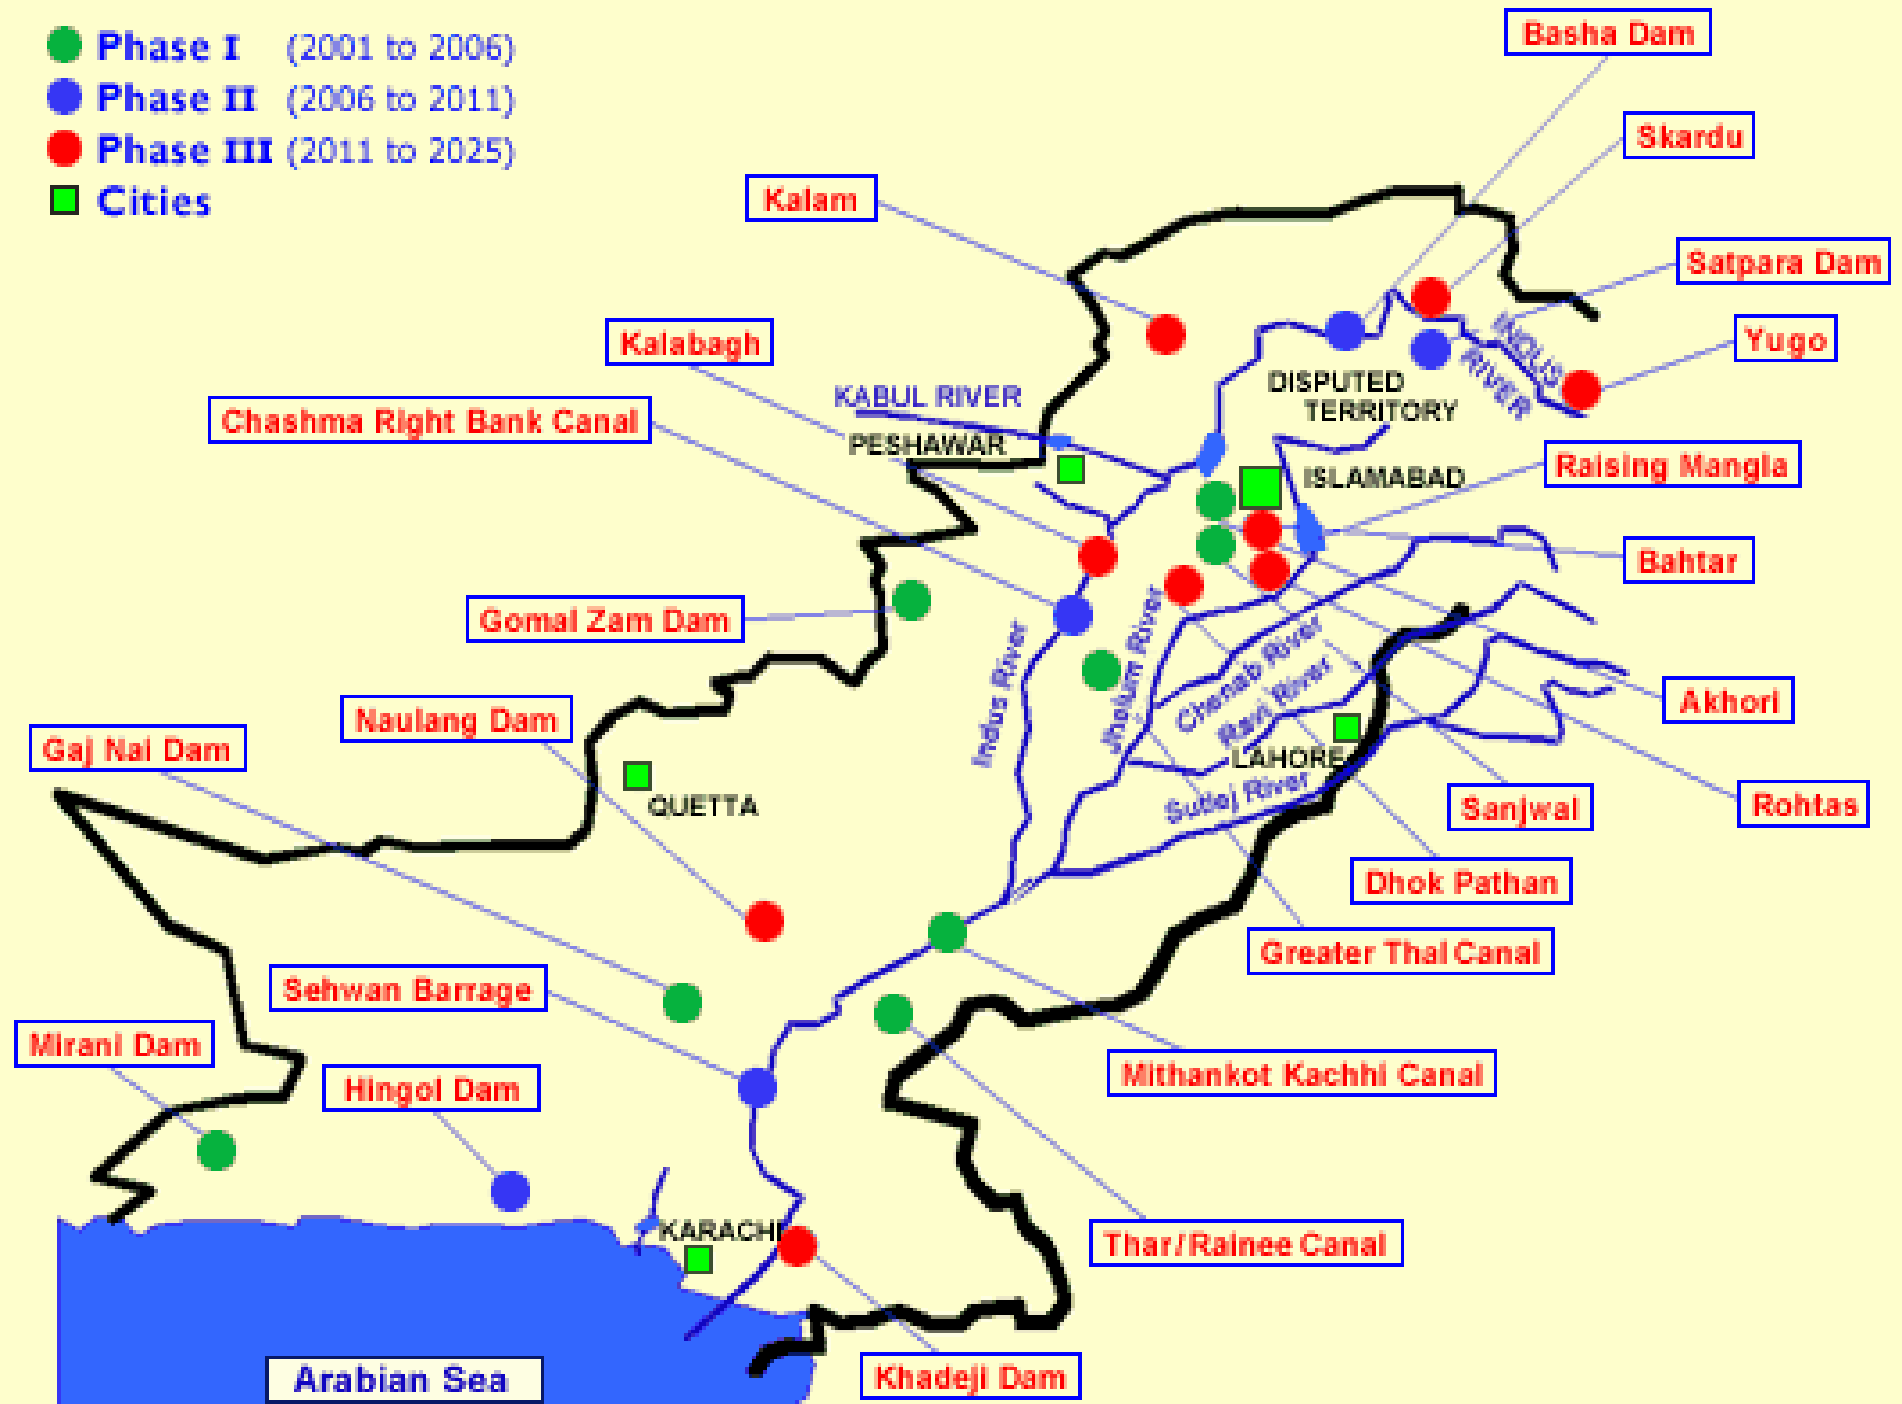 Phase I (2001 to 2006)
Phase II (2006 to 2011)
Phase III (2011 to 2025)
Cities
Basha Dam
Skardu
Kalam
Satpara Dam
Kalabagh
Yugo
INDUS
RIVER
KABUL RIVER
DISPUTED
TERRITORY
Chashma Right Bank Canal
PESHAWAR
ISLAMABAD
Raising Mangla
Bahtar
Gomal Zam Dam
Indus River
Jhelum River
Chenab River
Ravi River
Akhori
Naulang Dam
Gaj Nai Dam
LAHORE
Sutlej River
QUETTA
Sanjwal
Rohtas
Dhok Pathan
Greater Thal Canal
Sehwan Barrage
Mirani Dam
Mithankot Kachhi Canal
Hingol Dam
KARACHI
Thar/Rainee Canal
Khadeji Dam
Arabian Sea